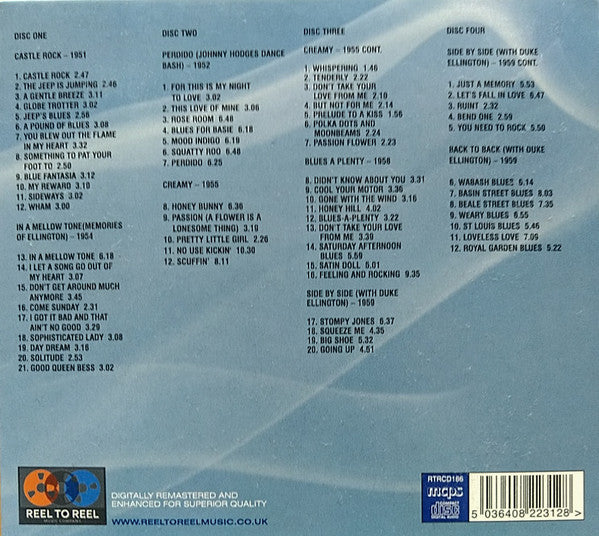 DISC ONE
CASTLE ROCK – 1951
1. CASTLE ROCK 2.47
2. THE JEEP IS JUMPING 2.46
3. A GENTLE BREEZE 3.11
4. GLOBE TROTTER 3.02
5. JEEP'S BLUES 2.56
6. A POUND OF BLUES 3.08
7. YOU BLEW OUT THE FLAME
IN MY HEART 3.32
8. SOMETHING TO PAT YOUR
FOOT TO 2.50
9. BLUE FANTASIA 3.12
10. MY REWARD 3.10
11. SIDEWAYS 3.02
12. WHAM 3.00
IN A MELLOW TONE(MEMORIES
OF ELLINGTON) – 1954
13. IN A MELLOW TONE 6.18
14. I LET A SONG GO OUT OF
MY HEART 3.07
15. DON'T GET AROUND MUCH
ANYMORE 3.45
16. COME SUNDAY 2.31
17. I GOT IT BAD AND THAT
AIN'T NO GOOD 3.29
18. SOPHISTICATED LADY 3.08
19. DAY DREAM 3.16
20. SOLITUDE 2.53
21. GOOD QUEEN BESS 3.02
DISC TWO
PERDIDO (JOHNNY HODGES DANCE
BASH) – 1952
1. FOR THIS IS MY NIGHT
TO LOVE 3.02
2. THIS LOVE OF MINE 3.06
3. ROSE ROOM 6.48
4. BLUES FOR BASIE 6.18
5. MOOD INDIGO 6.19
6. SQUATTY ROO 6.48
7. PERDIDO 6.25
CREAMY – 1955
8. HONEY BUNNY 6.36
9. PASSION (A FLOWER IS A
LONESOME THING) 3.19
10. PRETTY LITTLE GIRL 2.26
11. NO USE KICKIN' 10.30
12. SCUFFIN' 8.11
DISC THREE
CREAMY – 1955 CONT.
1. WHISPERING 1.46
2. TENDERLY 2.22
3. DON'T TAKE YOUR
LOVE FROM ME 2.10
4. BUT NOT FOR ME 2.14
5. PRELUDE TO A KISS 1.56
6. POLKA DOTS AND
MOONBEAMS 2.24
7. PASSION FLOWER 2.23
BLUES A PLENTY – 1958
8. DIDN'T KNOW ABOUT YOU 3.31
9. COOL YOUR MOTOR 3.36
10. GONE WITH THE WIND 3.16
11. HONEY HILL 4.02
12. BLUES-A-PLENTY 3.22
13. DON'T TAKE YOUR LOVE
FROM ME 3.39
14. SATURDAY AFTERNOON
BLUES 5.59
15. SATIN DOLL 5.01
16. FEELING AND ROCKING 9.35
SIDE BY SIDE (WITH DUKE
ELLINGTON) – 1959
17. STOMPY JONES 6.37
18. SQUEEZE ME 4.35
19. BIG SHOE 5.32
20. GOING UP 4.51
DISC FOUR
SIDE BY SIDE (WITH DUKE
ELLINGTON) – 1959 CONT.
1. JUST A MEMORY 5.53
2. LET'S FALL IN LOVE 6.47
3. RUINT 2.32
4. BEND ONE 2.59
5. YOU NEED TO ROCK 5.50
BACK TO BACK (WITH DUKE
ELLINGTON) – 1959
6. WABASH BLUES 6.14
7. BASIN STREET BLUES 8.03
8. BEALE STREET BLUES 7.35
9. WEARY BLUES 6.55
10. ST LOUIS BLUES 5.46
11. LOVELESS LOVE 7.05
12. ROYAL GARDEN BLUES 5.22
REEL TO REEL
MUSIC COMPANY
DIGITALLY REMASTERED AND
ENHANCED FOR SUPERIOR QUALITY
WWW.REELTOREELMUSIC.CO.UK
RTRCD186
mcps
COMPACT
disc
DIGITAL AUDIO
5 036408 223128 >